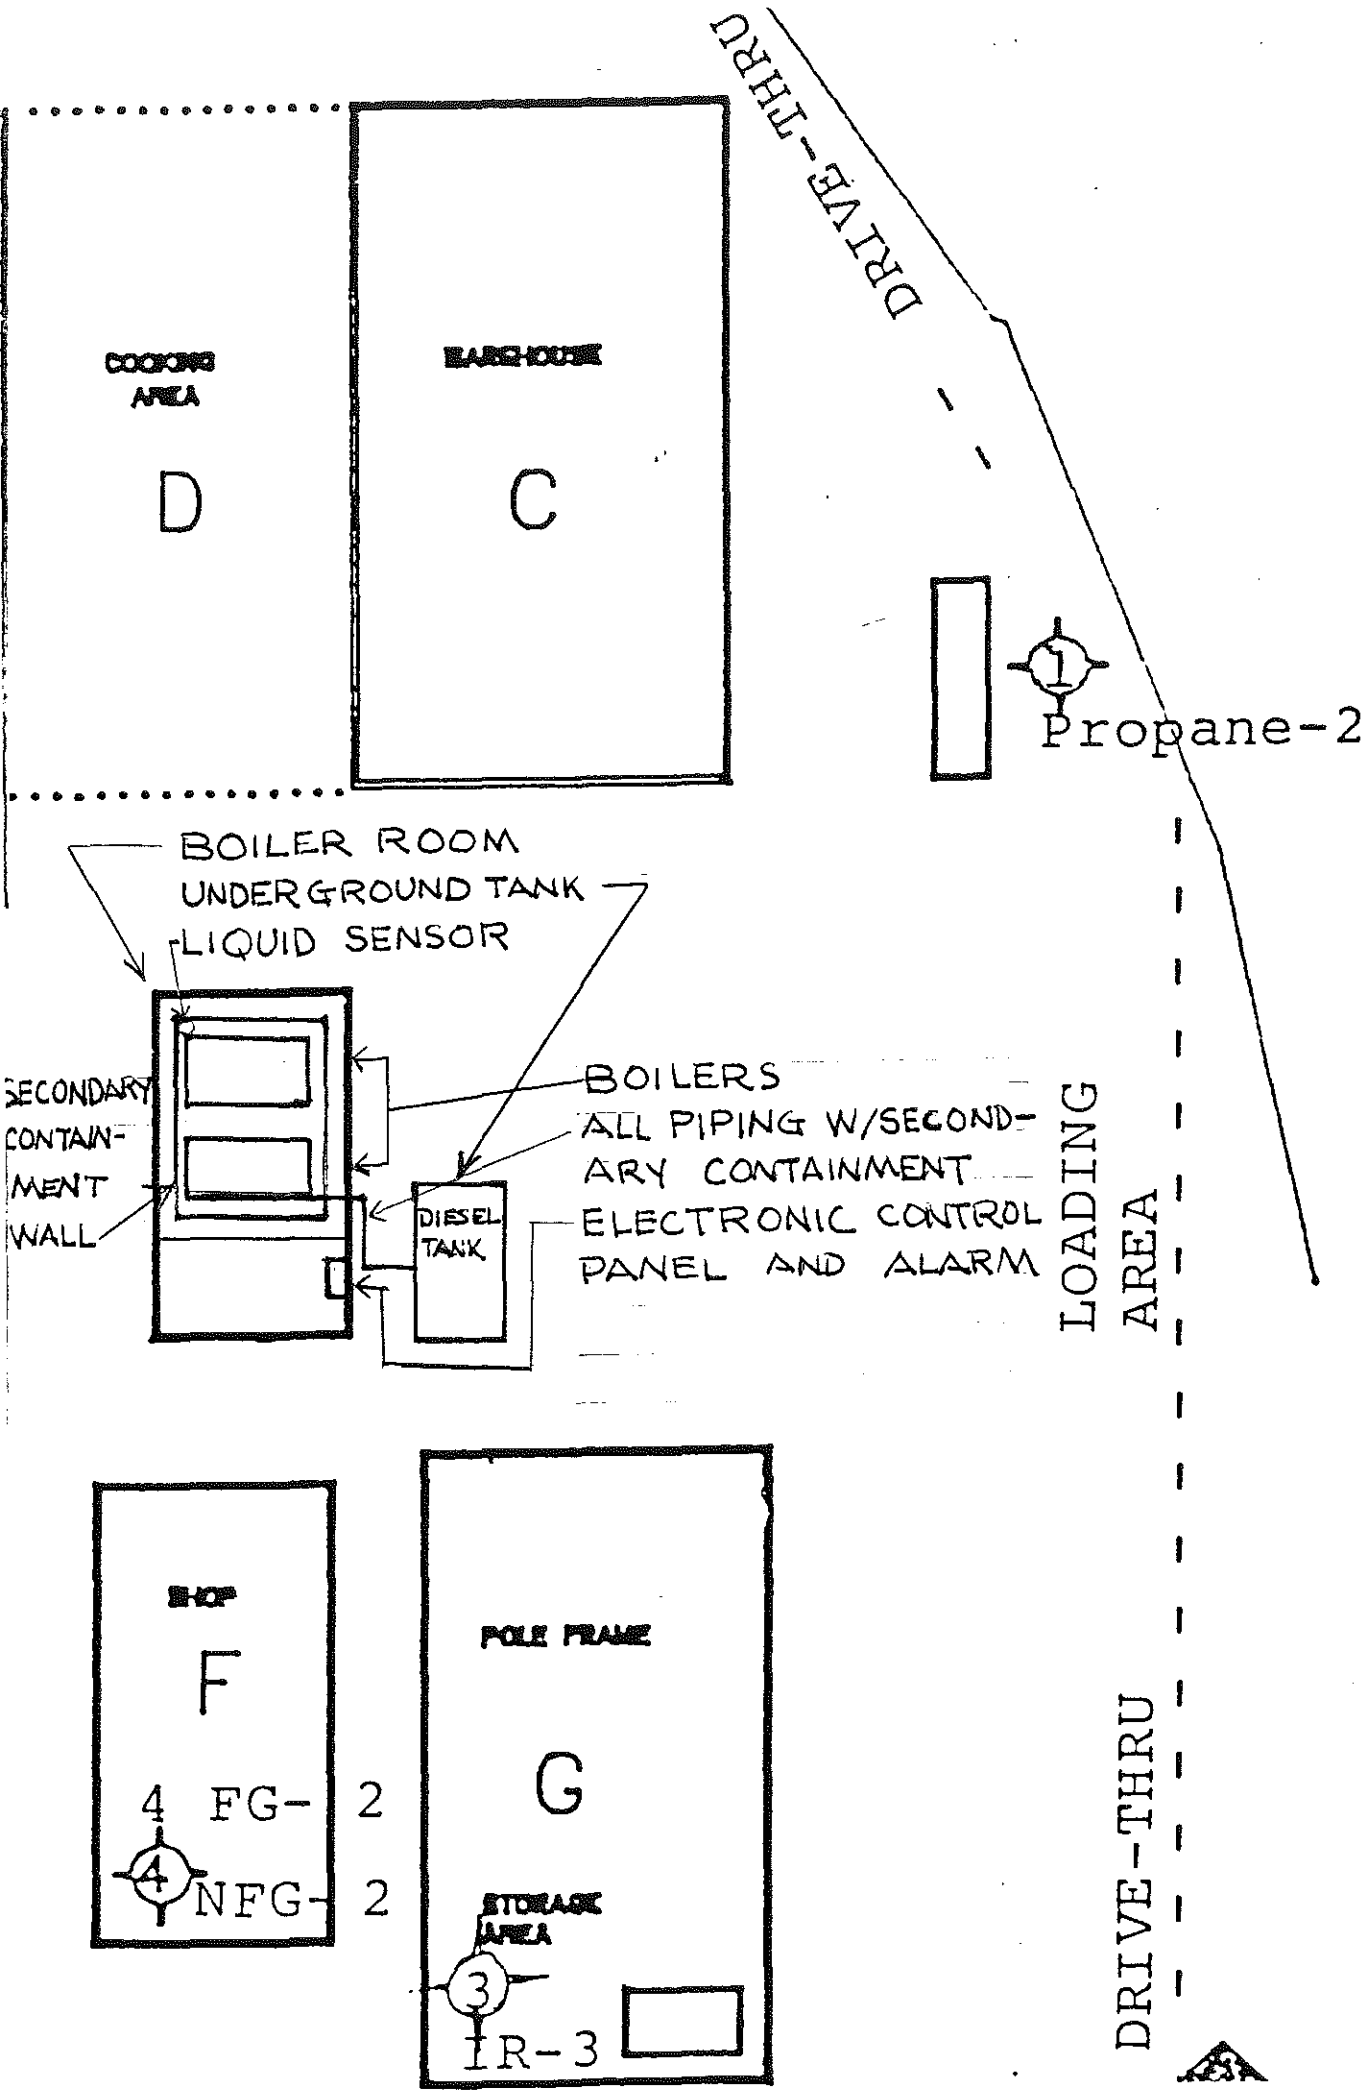 DRIVE-THRU
COOKING
AREA
D
WAREHOUSE
C
1
Propane-2
BOILER ROOM
UNDERGROUND TANK
LIQUID SENSOR
SECONDARY
CONTAIN-
MENT
WALL
BOILERS
ALL PIPING W/SECOND-
ARY CONTAINMENT
ELECTRONIC CONTROL
PANEL AND ALARM
DIESEL
TANK
LOADING
AREA
SHOP
F
4 FG- 2
4 NFG- 2
POLE FRAME
G
STORAGE
AREA
3
IR-3
DRIVE-THRU